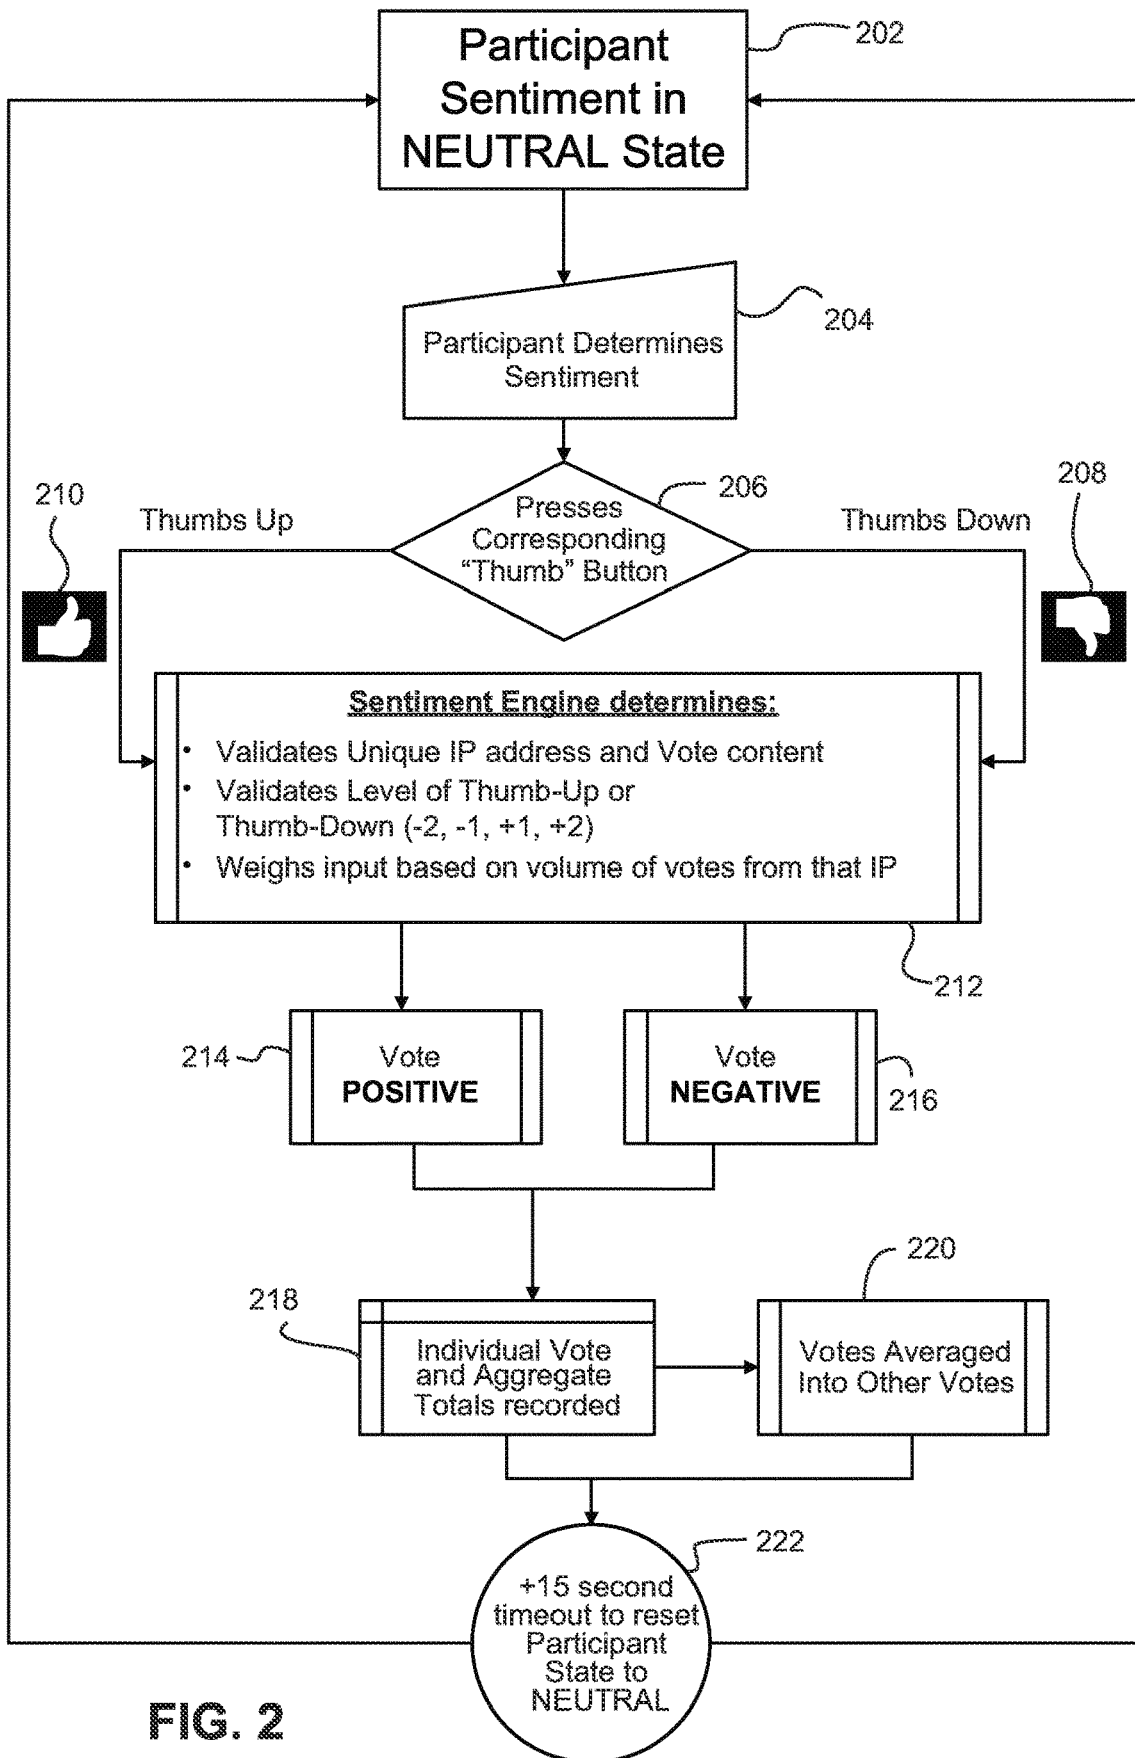 Participant
Sentiment in
NEUTRAL State
202
Participant Determines
Sentiment
204
Presses
Corresponding
“Thumb” Button
206
210
Thumbs Up
208
Thumbs Down
Sentiment Engine determines:
• Validates Unique IP address and Vote content
• Validates Level of Thumb-Up or
Thumb-Down (-2, -1, +1, +2)
• Weighs input based on volume of votes from that IP
212
214
Vote
POSITIVE
Vote
NEGATIVE
216
218
Individual Vote
and Aggregate
Totals recorded
220
Votes Averaged
Into Other Votes
222
+15 second
timeout to reset
Participant
State to
NEUTRAL
FIG. 2